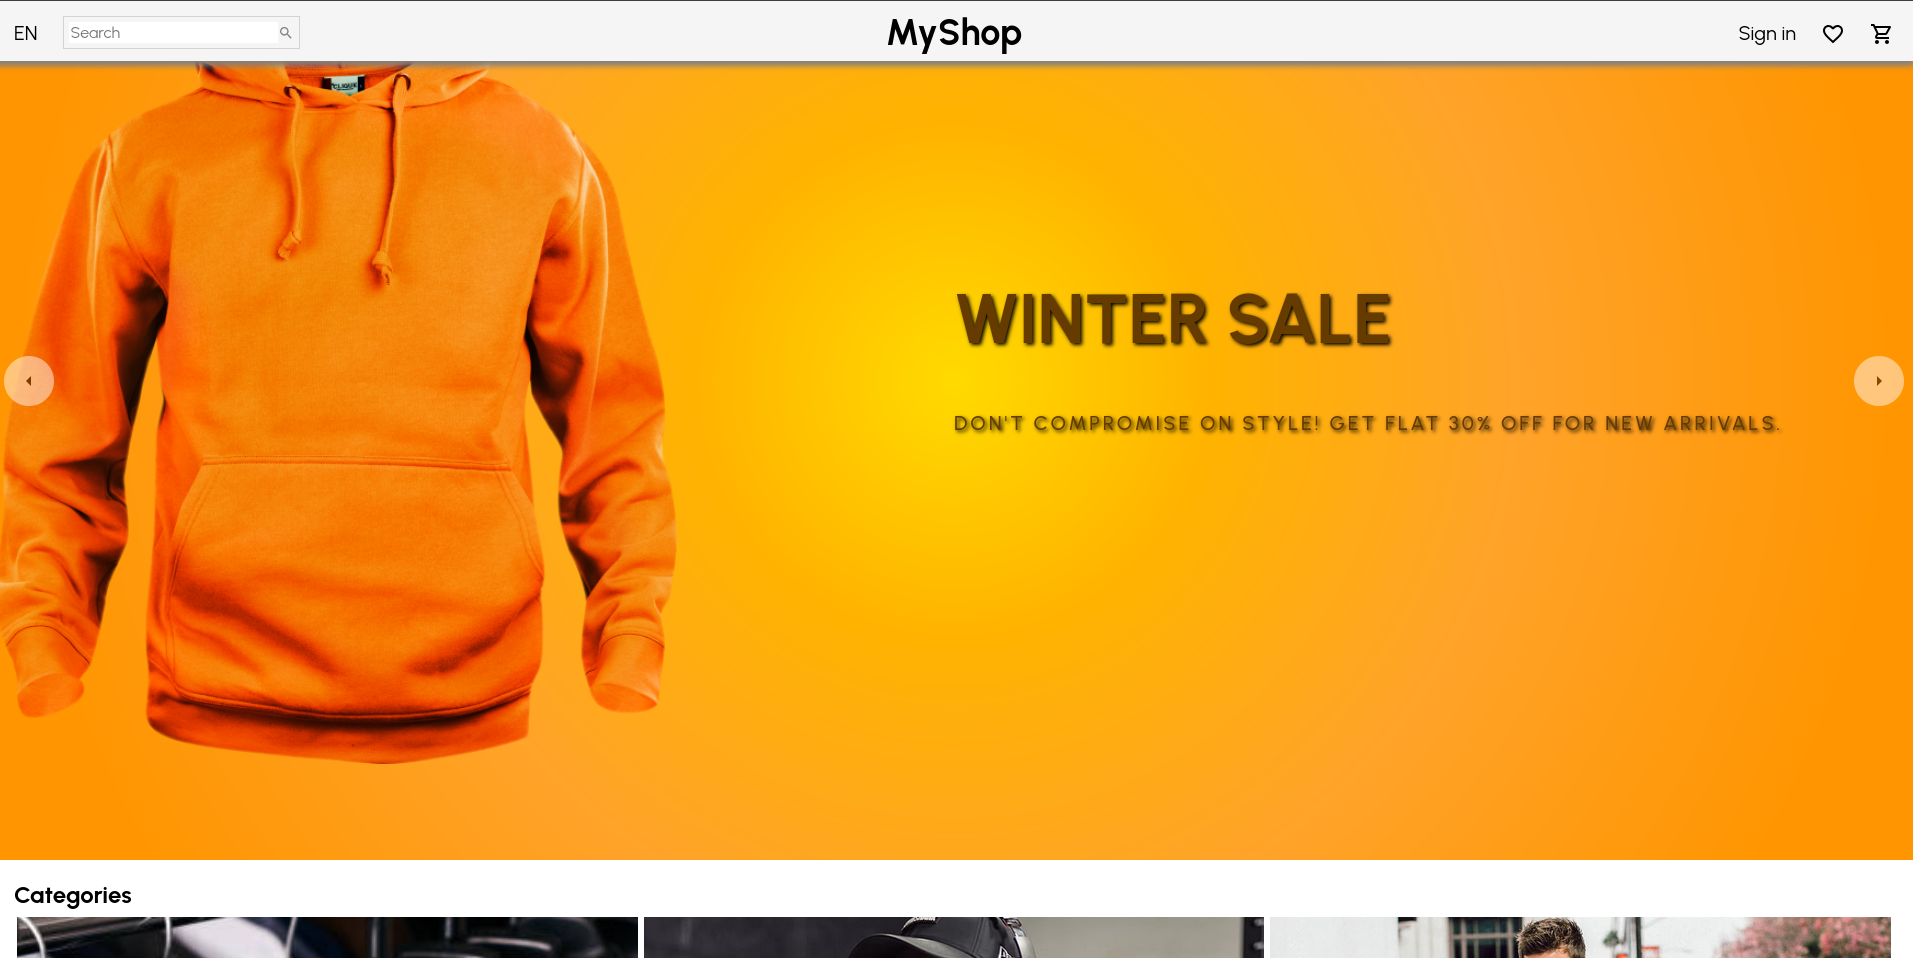 EN
Search
MyShop
Sign in
CLIQUE
WINTER SALE
DON'T COMPROMISE ON STYLE! GET FLAT 30% OFF FOR NEW ARRIVALS.
Categories